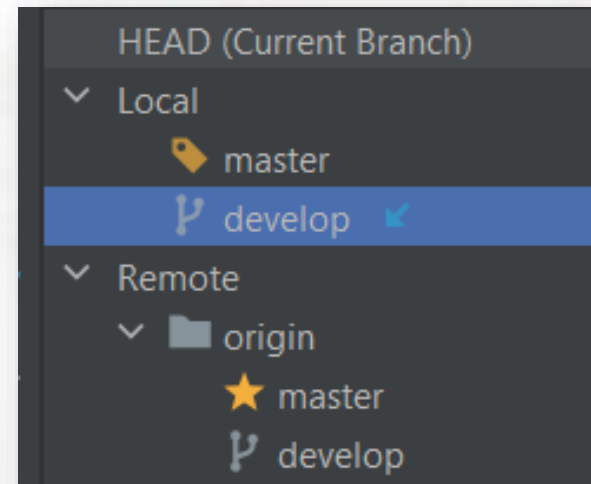 HEAD (Current Branch)
Local
master
develop
Remote
origin
master
develop